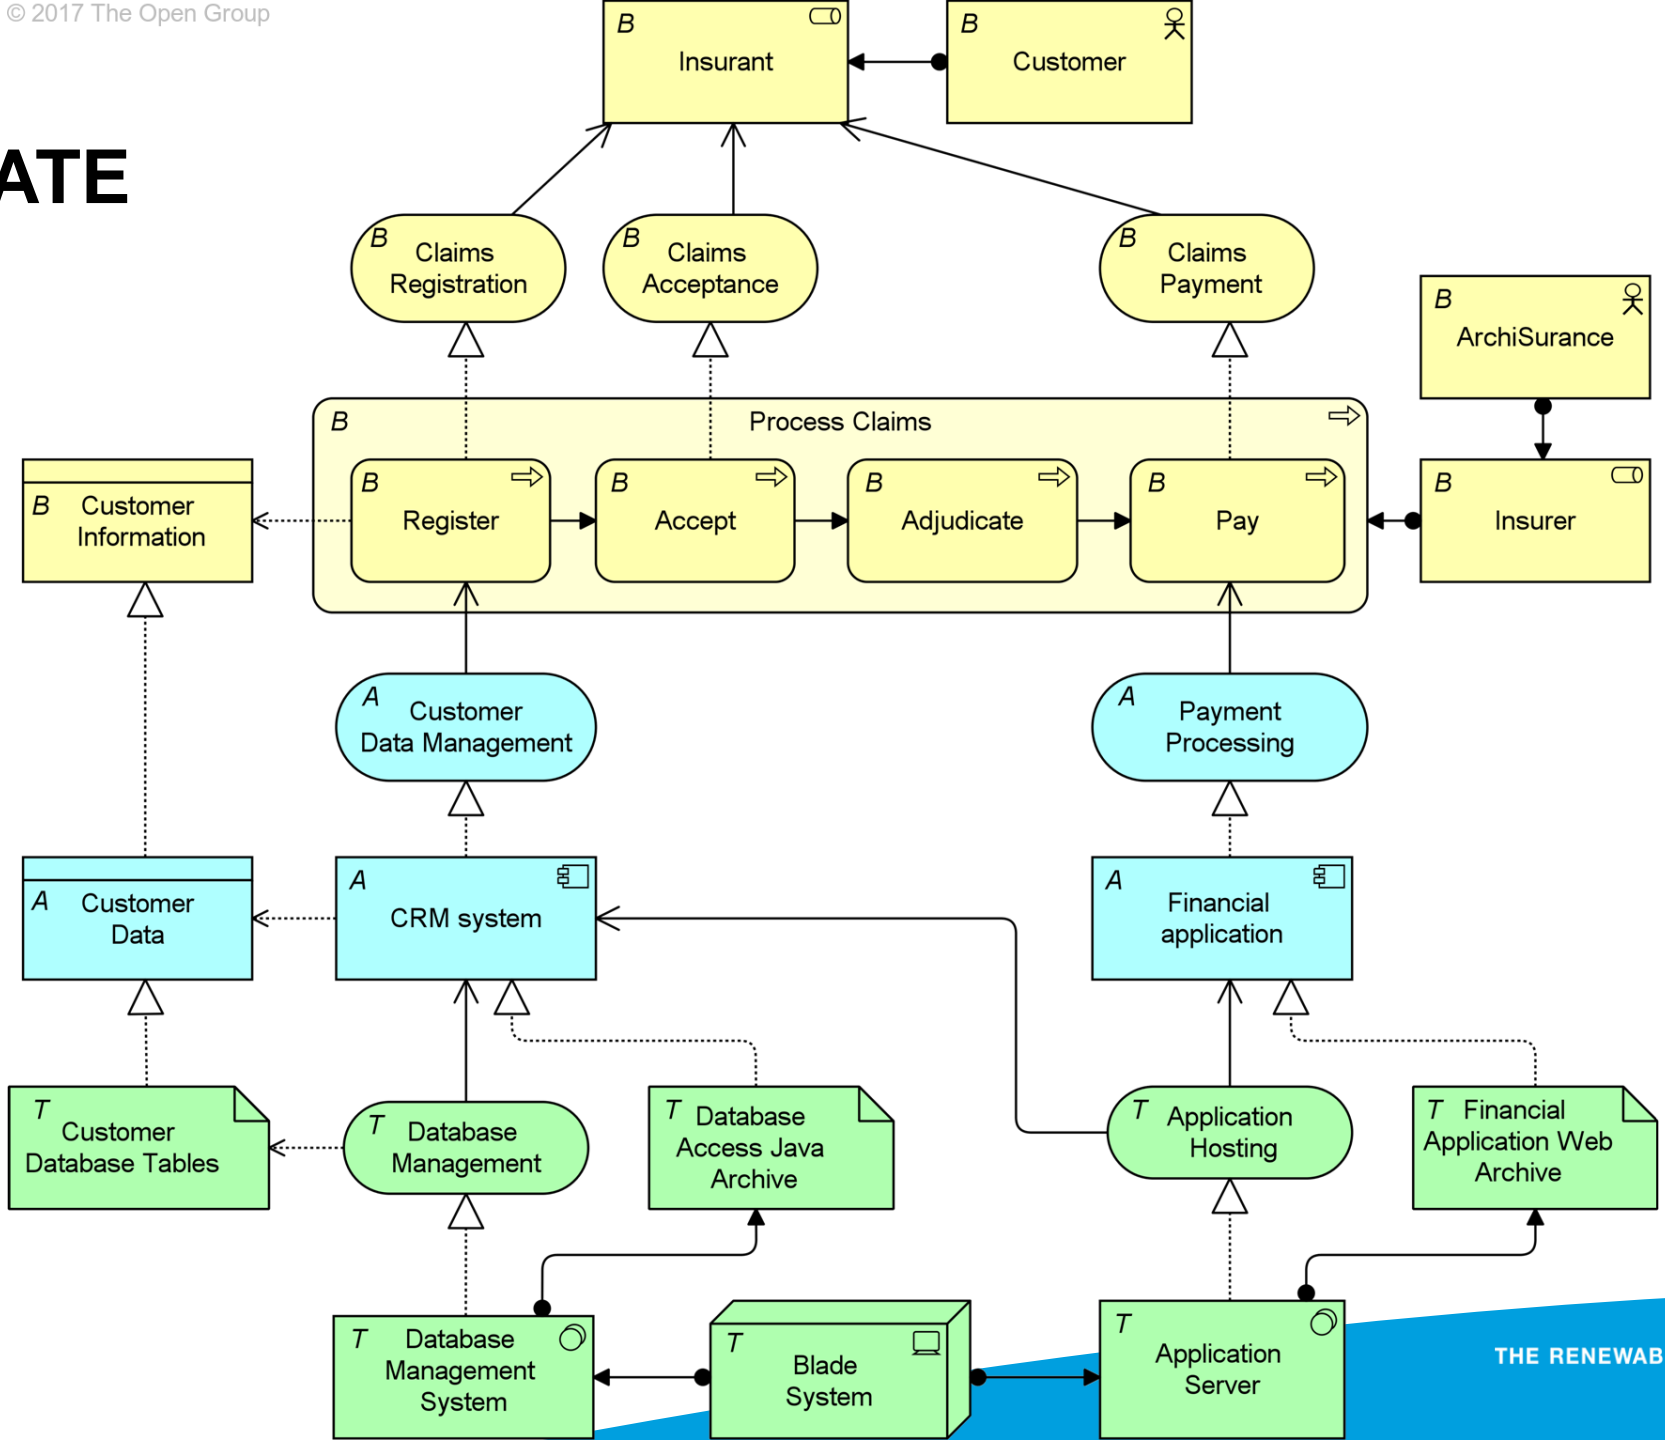 © 2017 The Open Group
B
Insurant
B
Customer
ATE
B
Claims
Registration
B
Claims
Acceptance
B
Claims
Payment
B
ArchiSurance
B
Process Claims
B
Customer
Information
B
Register
B
Accept
B
Adjudicate
B
Pay
B
Insurer
A
Customer
Data Management
A
Payment
Processing
A
Customer
Data
A
CRM system
A
Financial
application
T
Customer
Database Tables
T
Database
Management
T
Database
Access Java
Archive
T
Application
Hosting
T
Financial
Application Web
Archive
T
Database
Management
System
T
Blade
System
T
Application
Server
THE RENEWAB